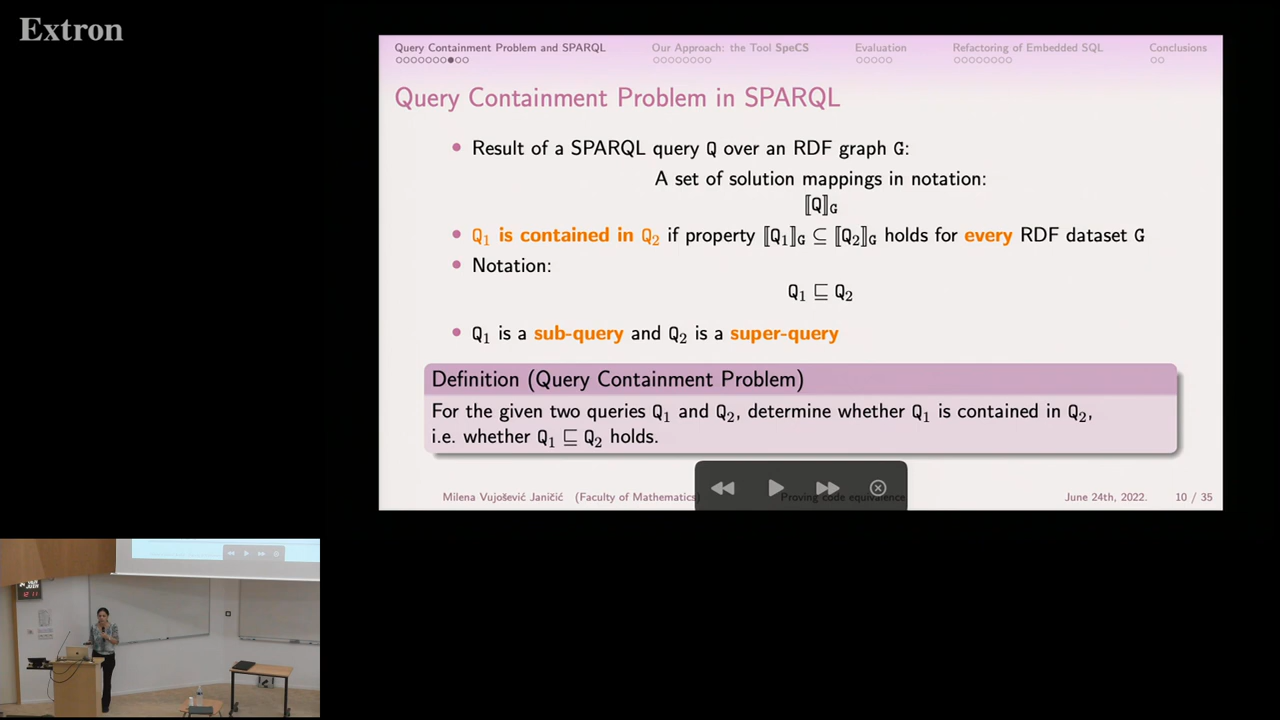 Extron
Query Containment Problem and SPARQL Our Approach: the Tool SpeCS Evaluation Refactoring of Embedded SQL Conclusions
Query Containment Problem in SPARQL
• Result of a SPARQL query Q over an RDF graph G:
A set of solution mappings in notation:
⟦Q⟧G
• Q1 is contained in Q2 if property ⟦Q1⟧G ⊆ ⟦Q2⟧G holds for every RDF dataset G
• Notation:
Q1 ⊑ Q2
• Q1 is a sub-query and Q2 is a super-query
Definition (Query Containment Problem)
For the given two queries Q1 and Q2, determine whether Q1 is contained in Q2,
i.e. whether Q1 ⊑ Q2 holds.
Milena Vujošević Janičić (Faculty of Mathematics) Proving code equivalence June 24th, 2022. 10 / 35